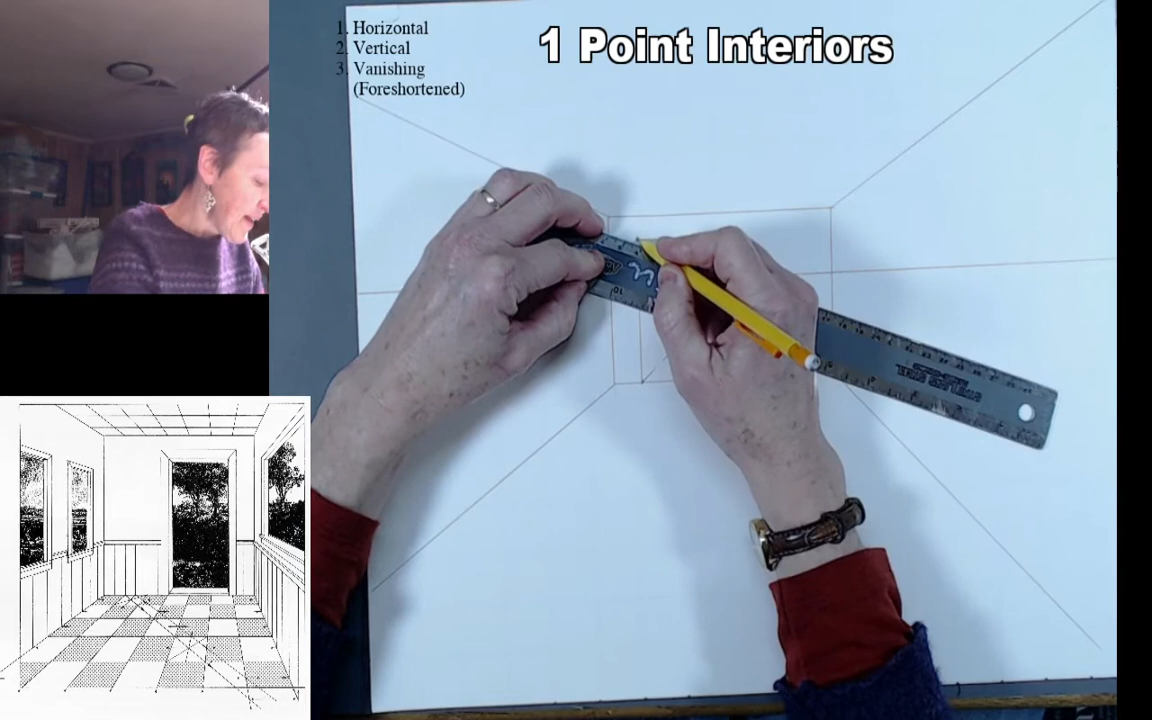 1 Point Interiors
1. Horizontal
2. Vertical
3. Vanishing
(Foreshortened)